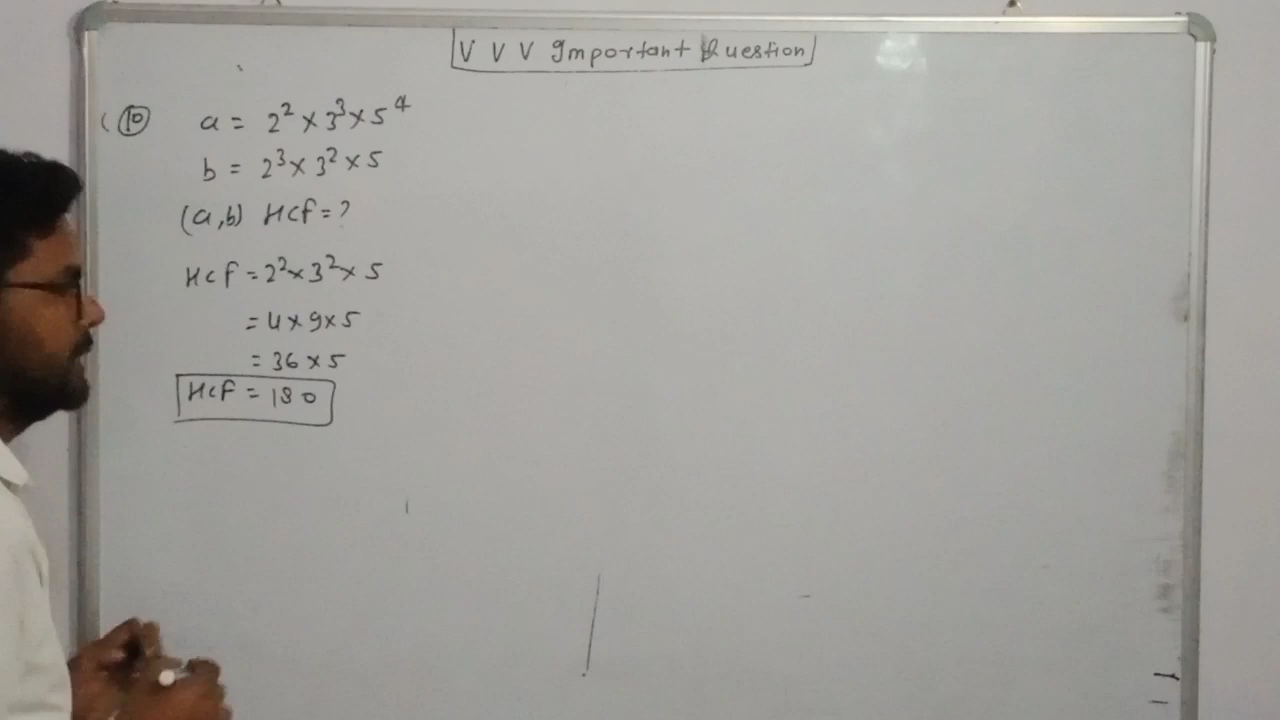 V V V Important Question
(10) a = 2² × 3³ × 5⁴
b = 2³ × 3² × 5
(a,b) HCF = ?
HCF = 2² × 3² × 5
= 4 × 9 × 5
= 36 × 5
HCF = 180